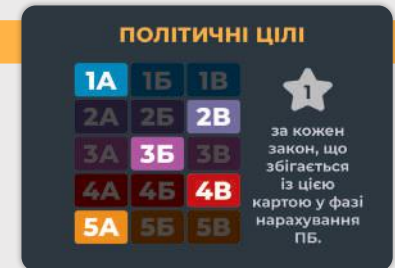 ПОЛІТИЧНІ ЦІЛІ
1А 1Б 1В
2А 2Б 2В
3А 3Б 3В
4А 4Б 4В
5А 5Б 5В
1
за кожен
закон, що
збігається
із цією
картою у фазі
нарахування
ПБ.